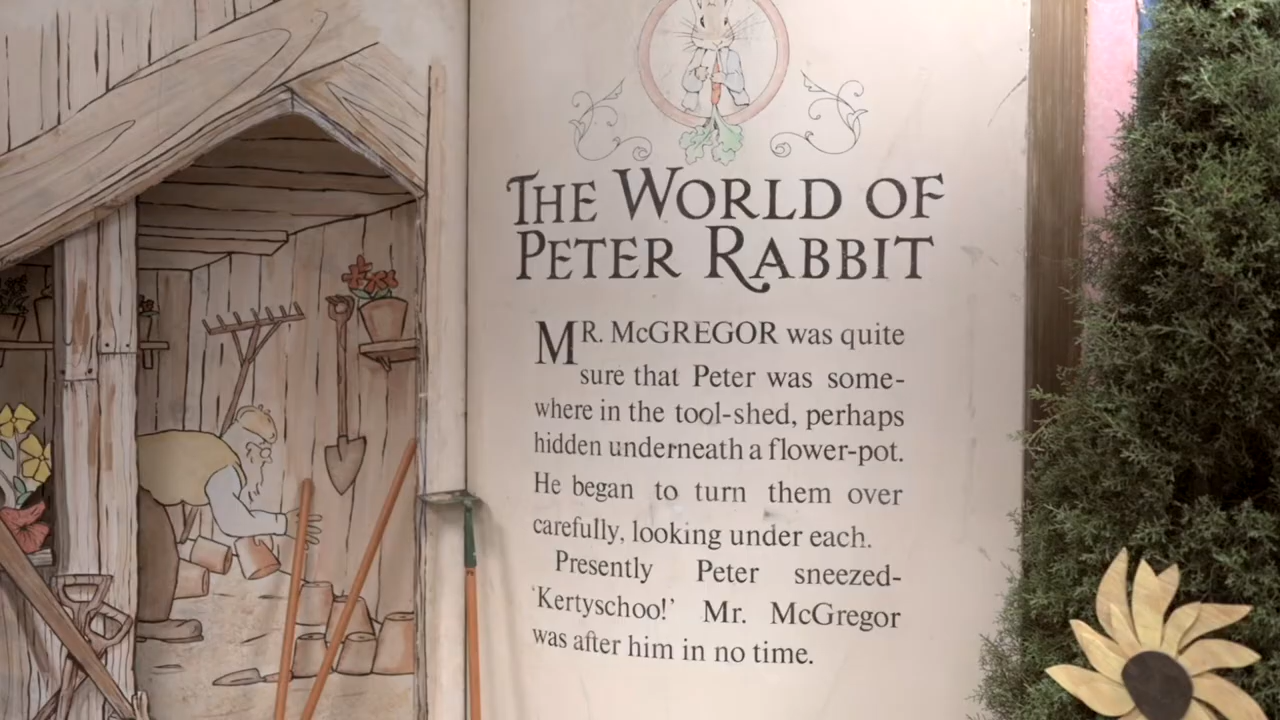 THE WORLD OF
PETER RABBIT
MR. McGREGOR was quite
sure that Peter was some-
where in the tool-shed, perhaps
hidden underneath a flower-pot.
He began to turn them over
carefully, looking under each.
Presently Peter sneezed-
'Kertyschoo!' Mr. McGregor
was after him in no time.